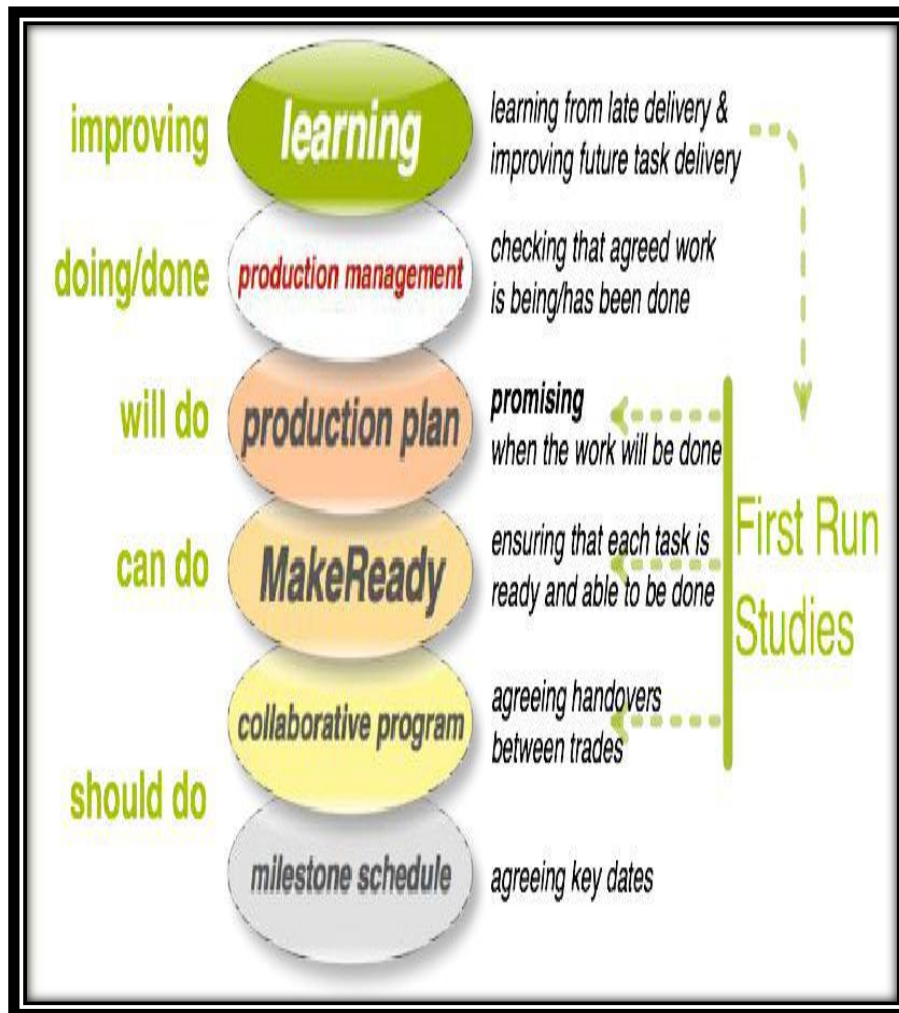 improving
learning
learning from late delivery &
improving future task delivery
doing/done
production management
checking that agreed work
is being/has been done
will do
production plan
promising
when the work will be done
can do
MakeReady
ensuring that each task is
ready and able to be done
First Run
Studies
collaborative program
agreeing handovers
between trades
should do
milestone schedule
agreeing key dates